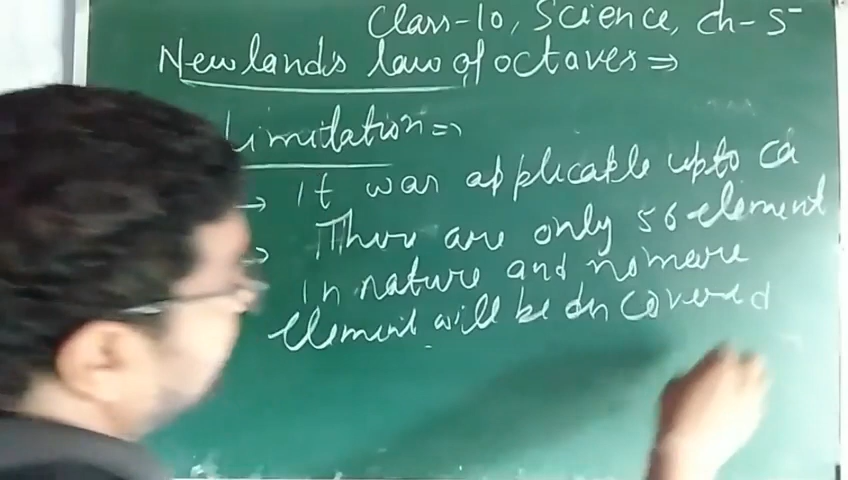 Class-10, Science, ch-5
Newlands law of octaves ⇒
Limitation ⇒
→ It was applicable upto Ca
→ There are only 56 element
in nature and no more
element will be discovered